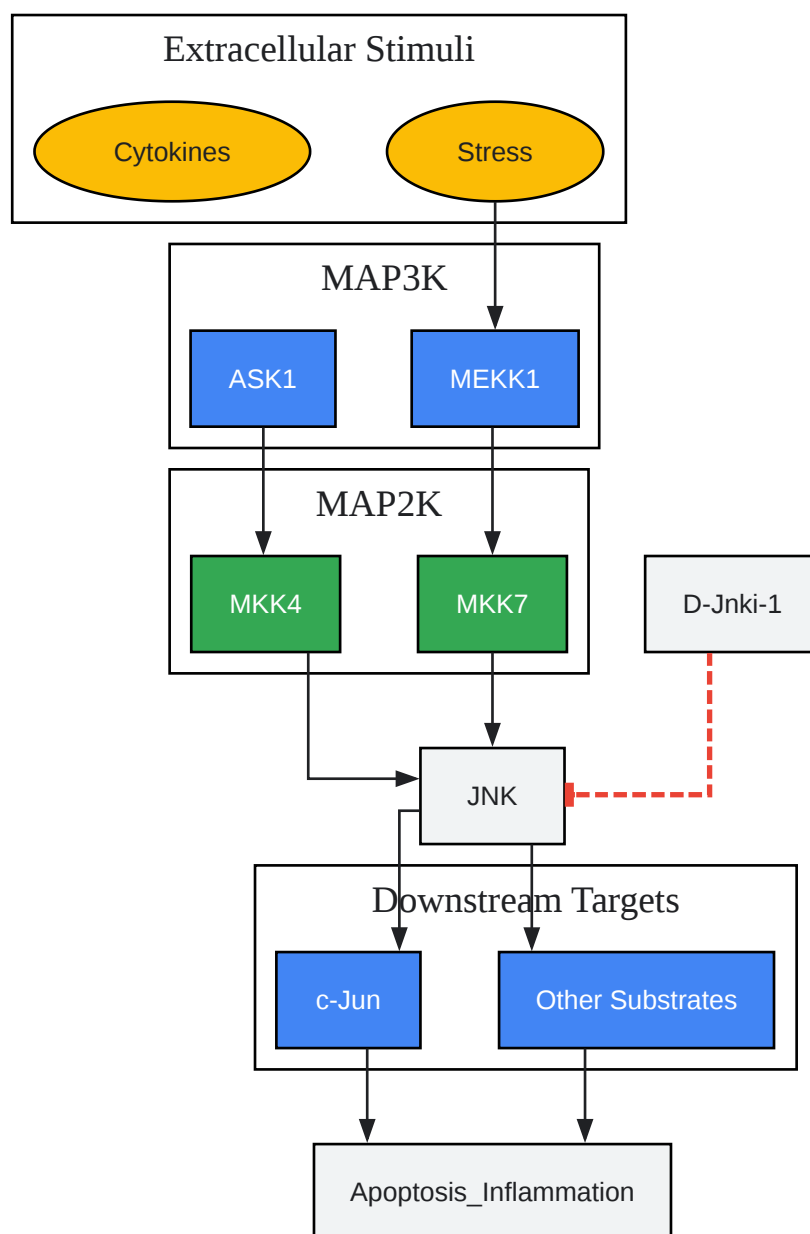 Extracellular Stimuli
Cytokines
Stress
MAP3K
ASK1
MEKK1
MAP2K
MKK4
MKK7
D-Jnki-1
JNK
Downstream Targets
c-Jun
Other Substrates
Apoptosis_Inflammation